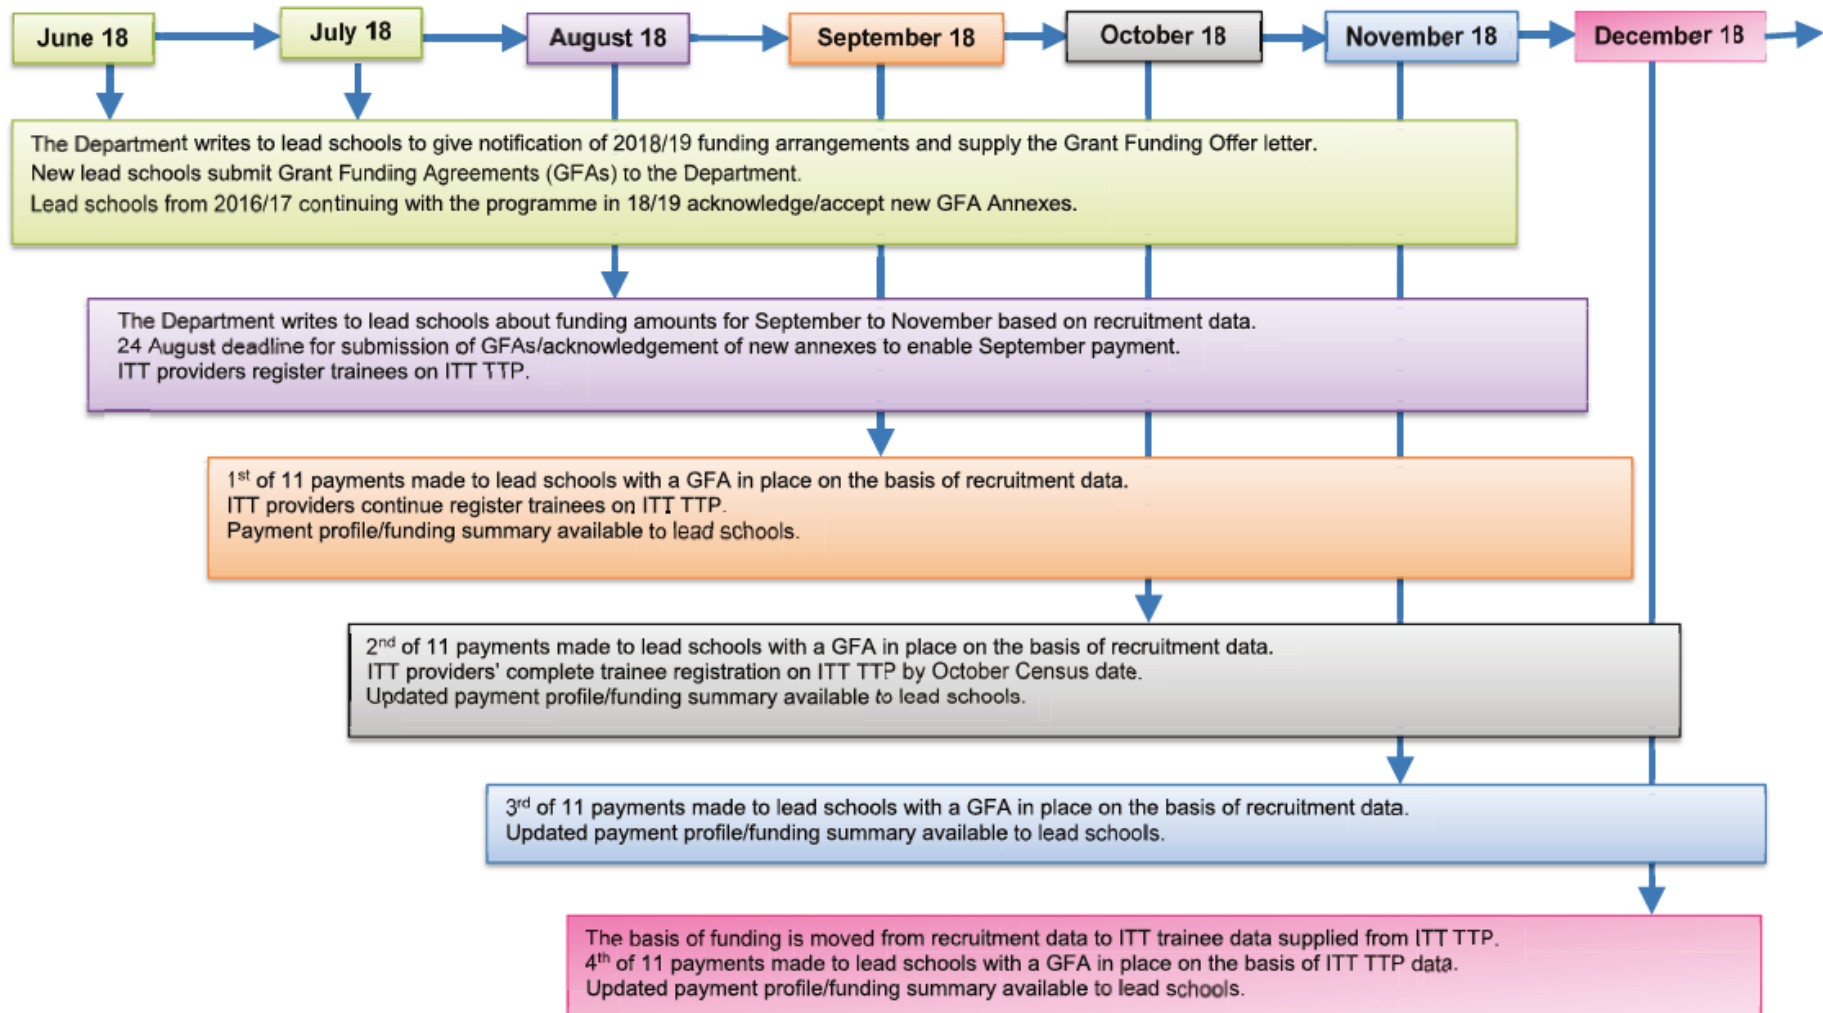 June 18
July 18
August 18
September 18
October 18
November 18
December 18
The Department writes to lead schools to give notification of 2018/19 funding arrangements and supply the Grant Funding Offer letter.
New lead schools submit Grant Funding Agreements (GFAs) to the Department.
Lead schools from 2016/17 continuing with the programme in 18/19 acknowledge/accept new GFA Annexes.
The Department writes to lead schools about funding amounts for September to November based on recruitment data.
24 August deadline for submission of GFAs/acknowledgement of new annexes to enable September payment.
ITT providers register trainees on ITT TTP.
1st of 11 payments made to lead schools with a GFA in place on the basis of recruitment data.
ITT providers continue register trainees on ITT TTP.
Payment profile/funding summary available to lead schools.
2nd of 11 payments made to lead schools with a GFA in place on the basis of recruitment data.
ITT providers' complete trainee registration on ITT TTP by October Census date.
Updated payment profile/funding summary available to lead schools.
3rd of 11 payments made to lead schools with a GFA in place on the basis of recruitment data.
Updated payment profile/funding summary available to lead schools.
The basis of funding is moved from recruitment data to ITT trainee data supplied from ITT TTP.
4th of 11 payments made to lead schools with a GFA in place on the basis of ITT TTP data.
Updated payment profile/funding summary available to lead schools.